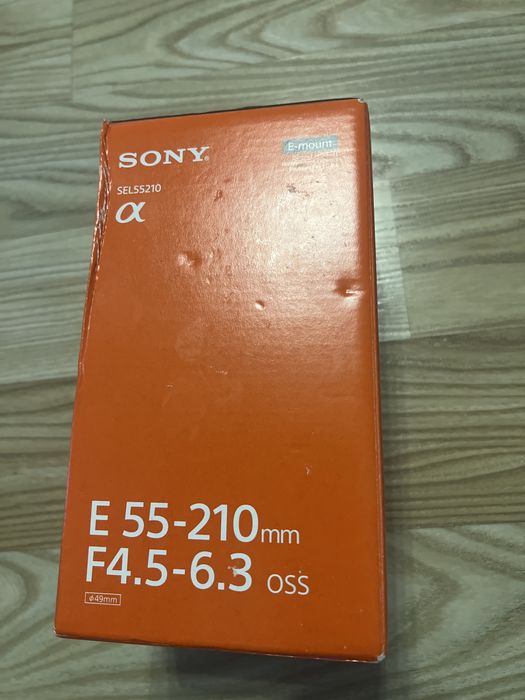 SONY®
E-mount
SEL55210
α
E 55-210mm
F4.5-6.3 OSS
φ49mm